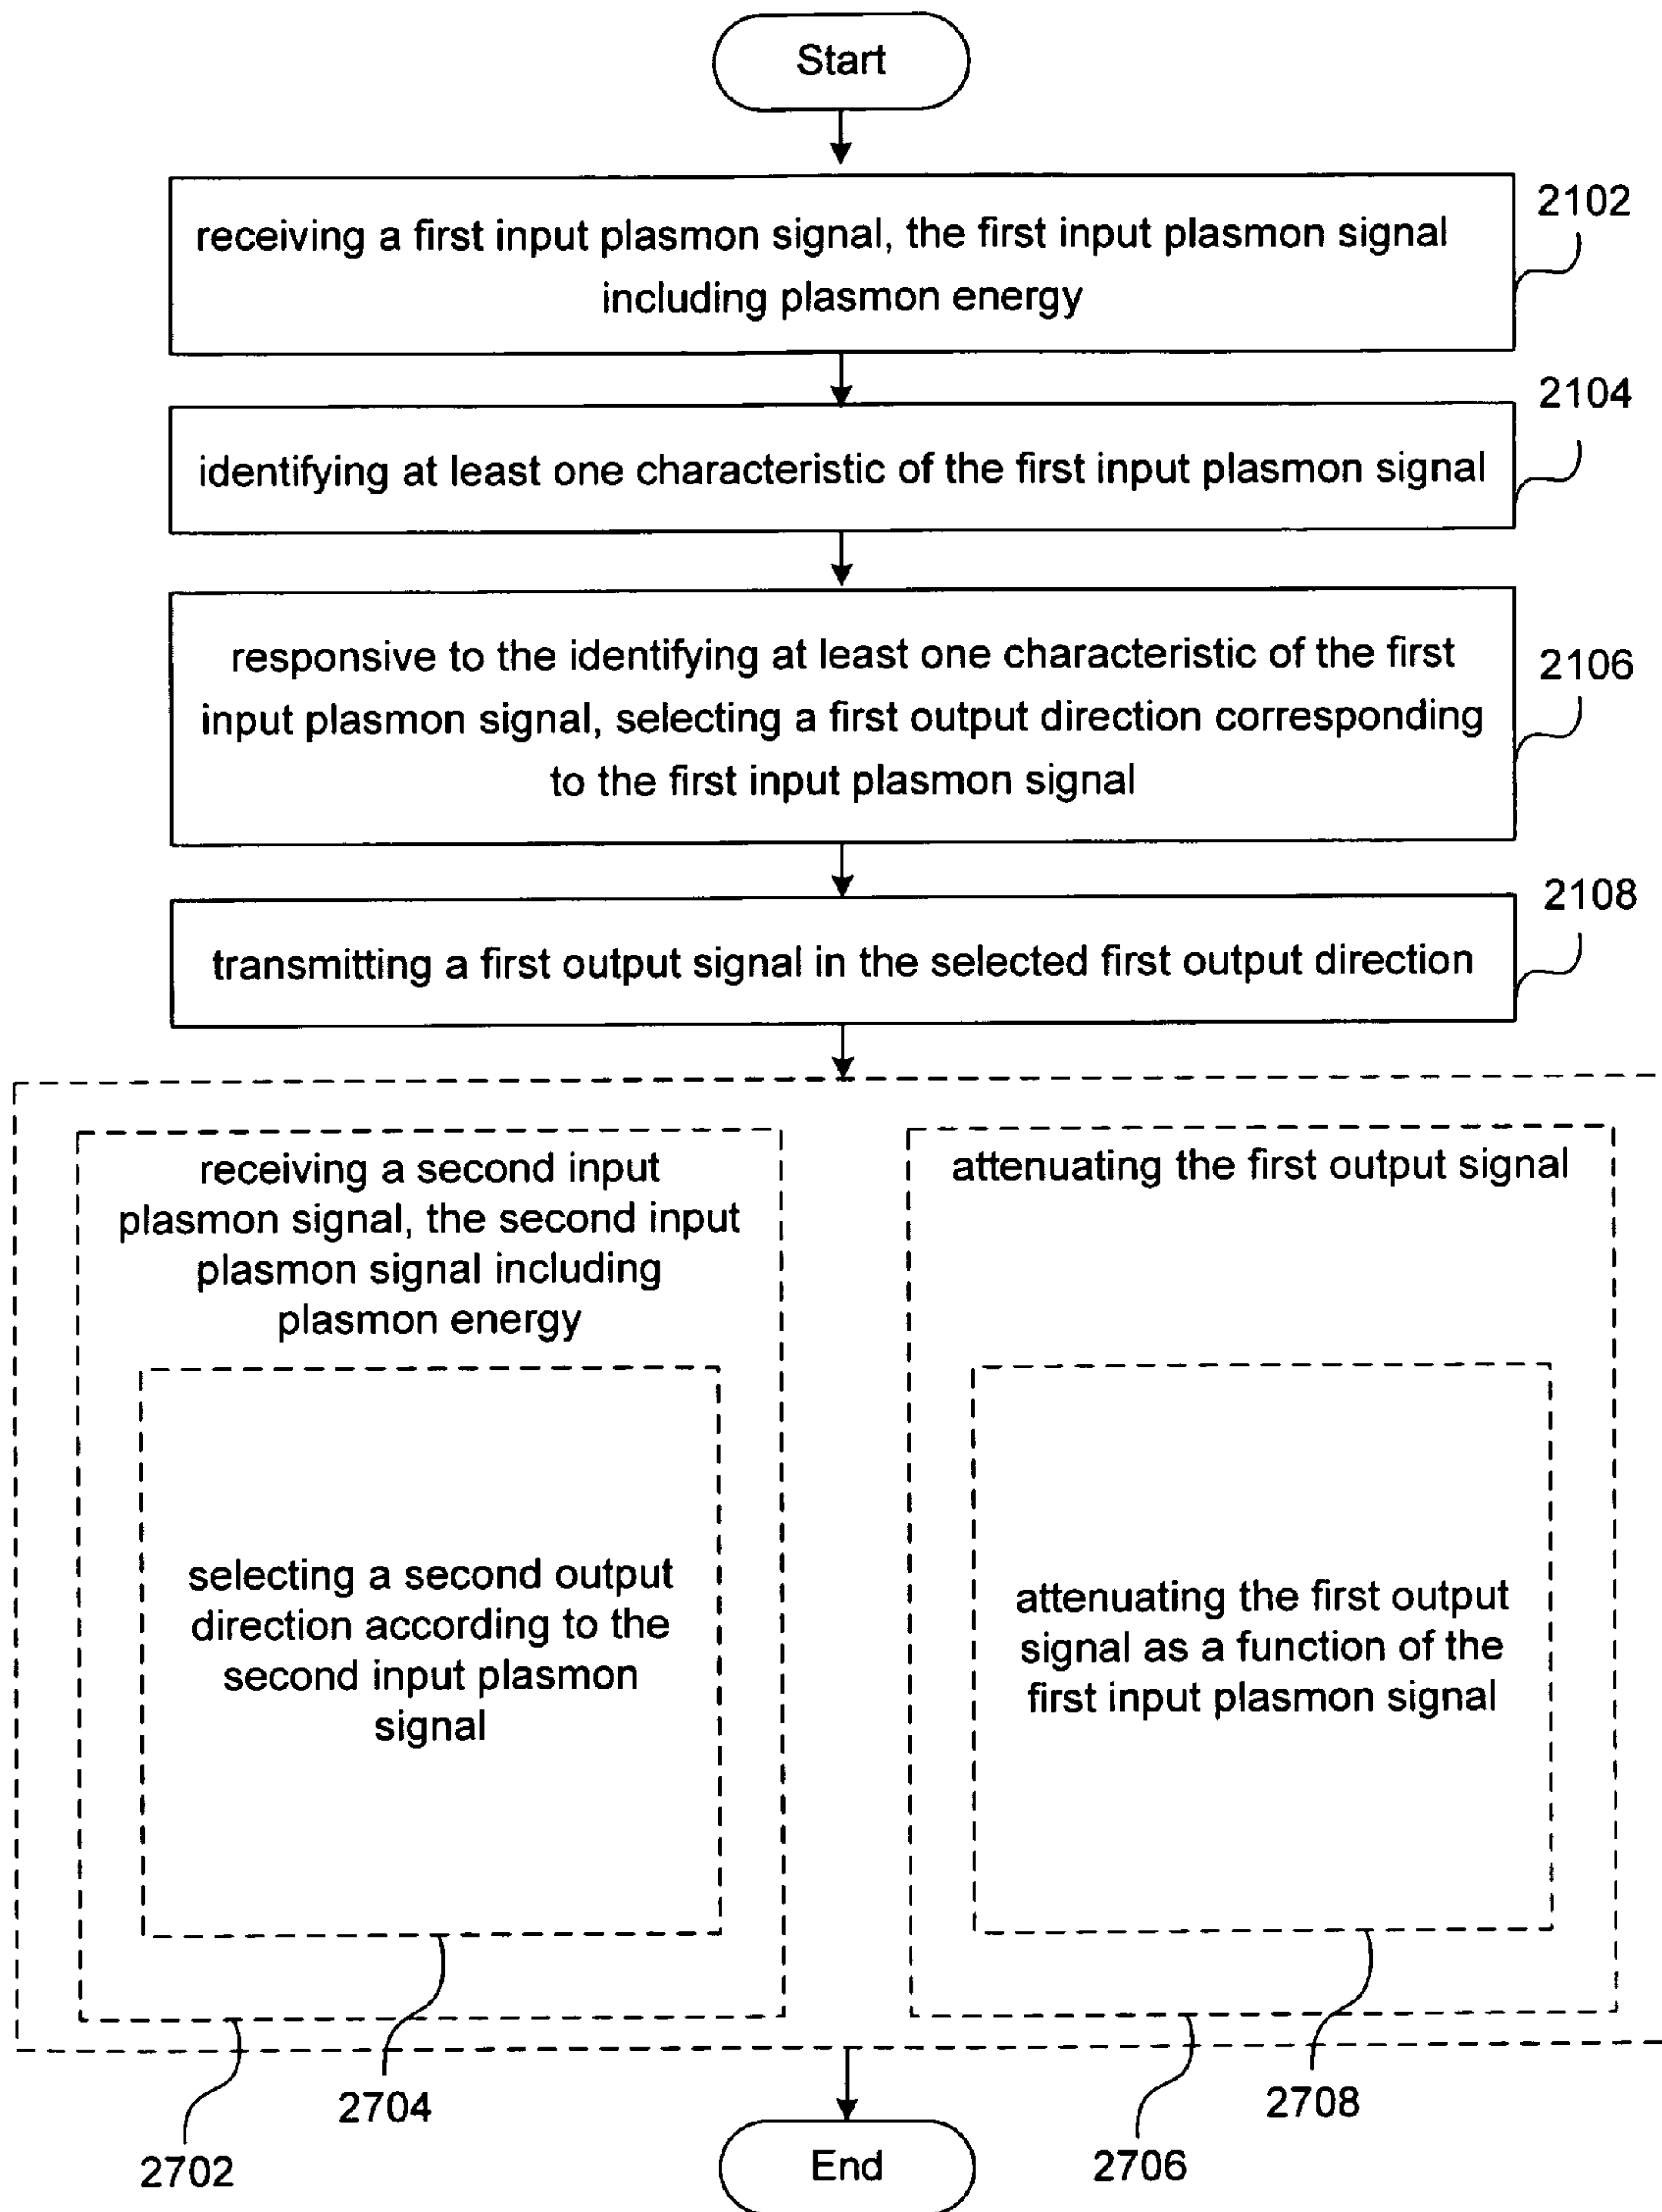 Start
receiving a first input plasmon signal, the first input plasmon signal
including plasmon energy
2102
identifying at least one characteristic of the first input plasmon signal
2104
responsive to the identifying at least one characteristic of the first
input plasmon signal, selecting a first output direction corresponding
to the first input plasmon signal
2106
transmitting a first output signal in the selected first output direction
2108
receiving a second input
plasmon signal, the second input
plasmon signal including
plasmon energy
selecting a second output
direction according to the
second input plasmon
signal
attenuating the first output signal
attenuating the first output
signal as a function of the
first input plasmon signal
2704
2708
2702
2706
End